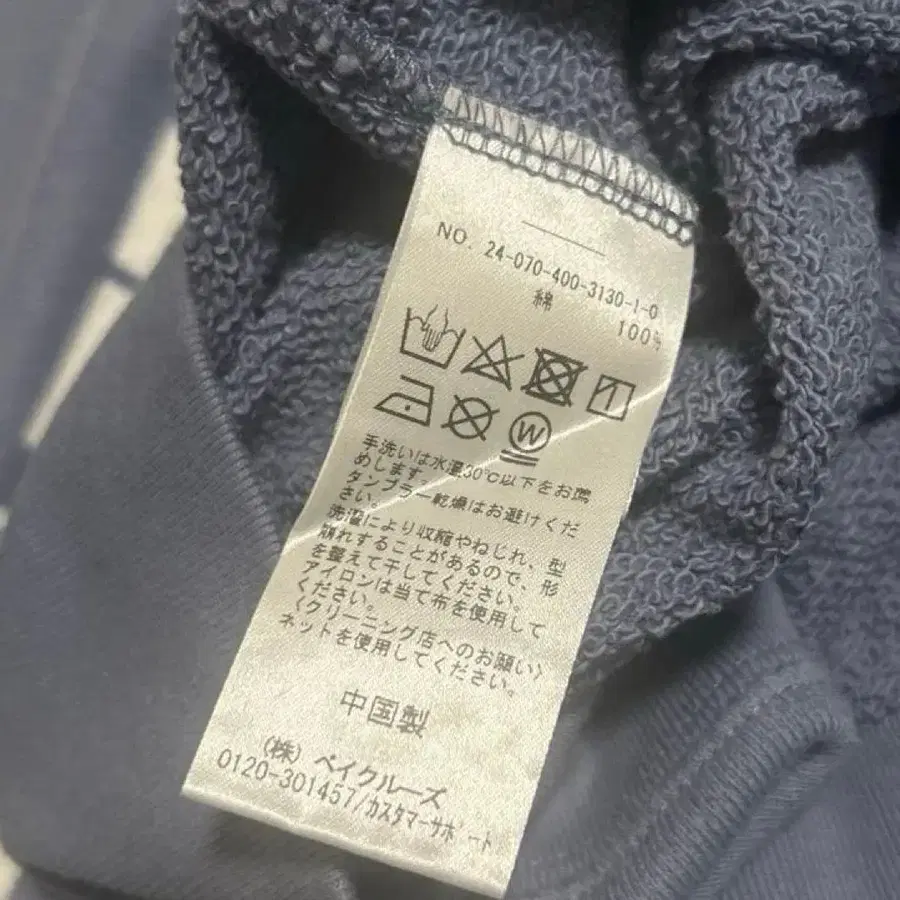 NO. 24-070-400-3130-1-0
綿 100%
W
手洗いは水温30℃以下をお薦
めします。
タンブラー乾燥はお避けくだ
さい。
洗濯により収縮やねじれ、型
崩れすることがあるので、形
を整えて干してください。
アイロンは当て布を使用して
ください。
〈クリーニング店へのお願い〉
ネットを使用してください。
中国製
(株) ベイクルーズ
0120-301457/カスタマーサポート